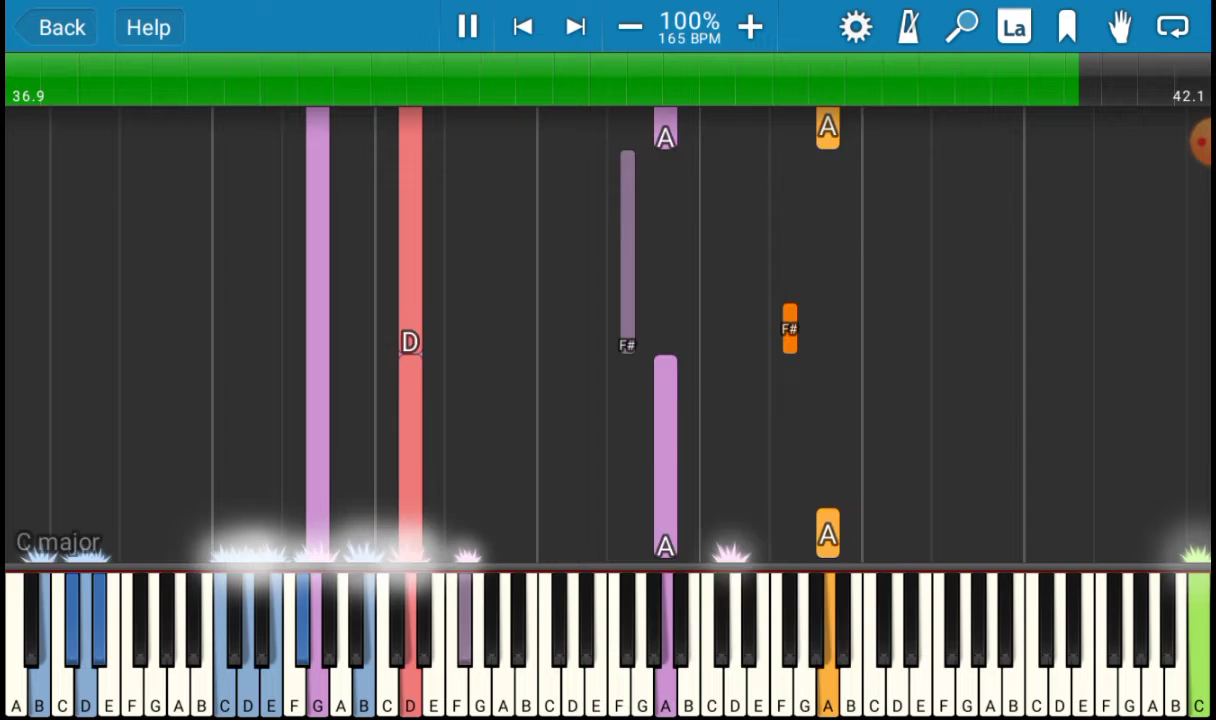 Back Help 100% La
165 BPM
36.9 42.1
A A
F#
D F#
A A
C major
A B C D E F G A B C D E F G A B C D E F G A B C D E F G A B C D E F G A B C D E F G A B C D E F G A B C